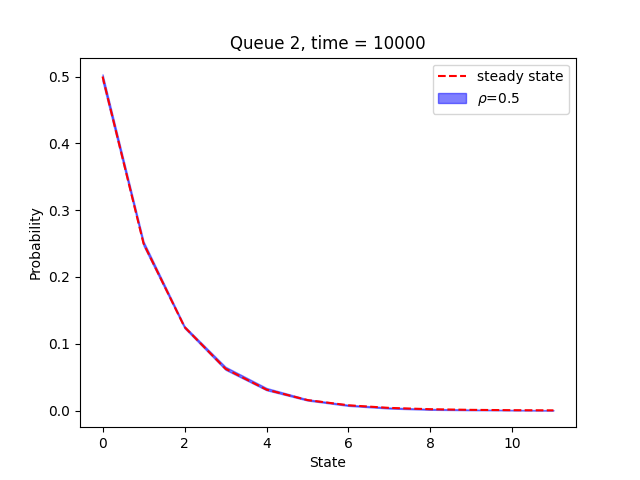 Queue 2, time = 10000
steady state
ρ=0.5
Probability
0.5
0.4
0.3
0.2
0.1
0.0
0 2 4 6 8 10
State